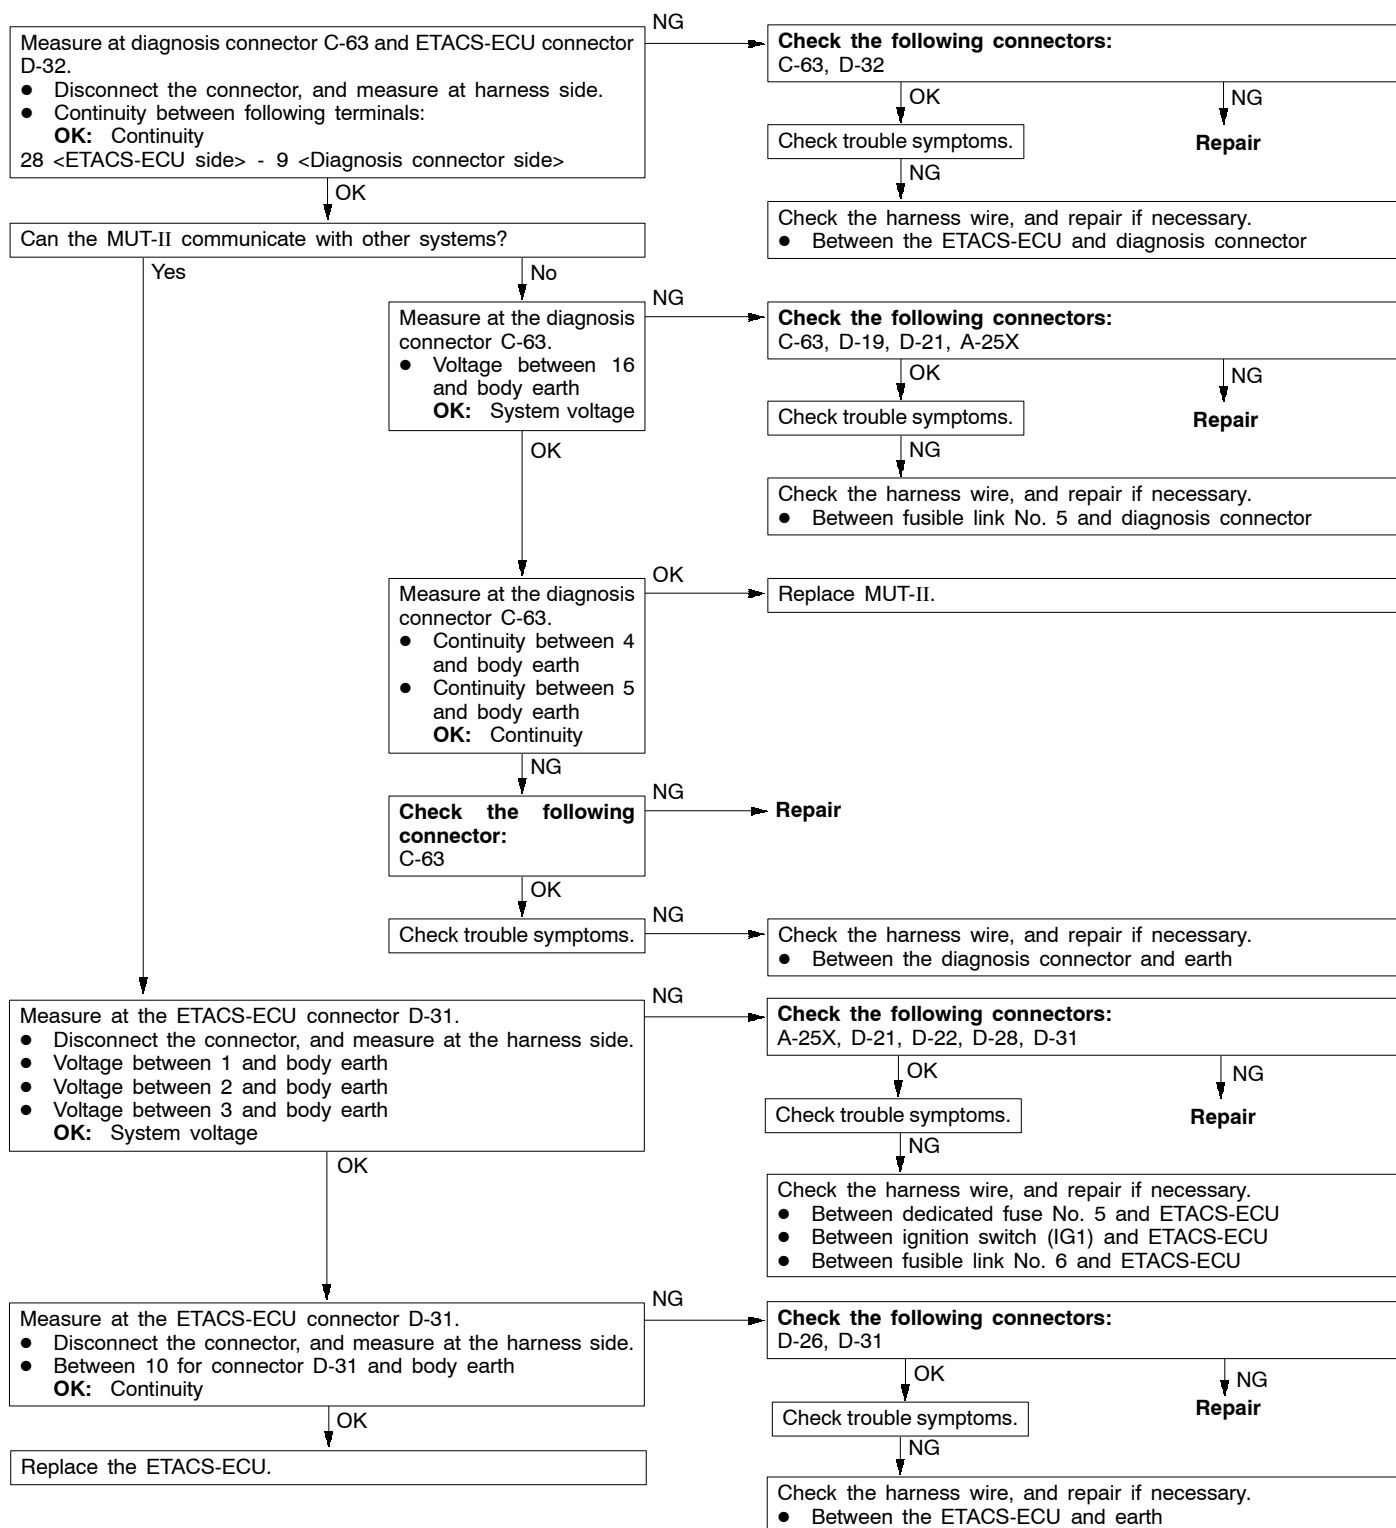 Measure at diagnosis connector C-63 and ETACS-ECU connector
D-32.
● Disconnect the connector, and measure at harness side.
● Continuity between following terminals:
OK: Continuity
28 <ETACS-ECU side> - 9 <Diagnosis connector side>
NG
Check the following connectors:
C-63, D-32
OK
NG
Check trouble symptoms.
Repair
NG
Check the harness wire, and repair if necessary.
● Between the ETACS-ECU and diagnosis connector
OK
Can the MUT-II communicate with other systems?
Yes
No
Measure at the diagnosis
connector C-63.
● Voltage between 16
and body earth
OK: System voltage
NG
Check the following connectors:
C-63, D-19, D-21, A-25X
OK
NG
Check trouble symptoms.
Repair
NG
Check the harness wire, and repair if necessary.
● Between fusible link No. 5 and diagnosis connector
OK
Measure at the diagnosis
connector C-63.
● Continuity between 4
and body earth
● Continuity between 5
and body earth
OK: Continuity
OK
Replace MUT-II.
NG
Check the following
connector:
C-63
NG
Repair
OK
Check trouble symptoms.
NG
Check the harness wire, and repair if necessary.
● Between the diagnosis connector and earth
Measure at the ETACS-ECU connector D-31.
● Disconnect the connector, and measure at the harness side.
● Voltage between 1 and body earth
● Voltage between 2 and body earth
● Voltage between 3 and body earth
OK: System voltage
NG
Check the following connectors:
A-25X, D-21, D-22, D-28, D-31
OK
NG
Check trouble symptoms.
Repair
NG
Check the harness wire, and repair if necessary.
● Between dedicated fuse No. 5 and ETACS-ECU
● Between ignition switch (IG1) and ETACS-ECU
● Between fusible link No. 6 and ETACS-ECU
OK
Measure at the ETACS-ECU connector D-31.
● Disconnect the connector, and measure at the harness side.
● Between 10 for connector D-31 and body earth
OK: Continuity
NG
Check the following connectors:
D-26, D-31
OK
NG
Check trouble symptoms.
Repair
NG
Check the harness wire, and repair if necessary.
● Between the ETACS-ECU and earth
OK
Replace the ETACS-ECU.